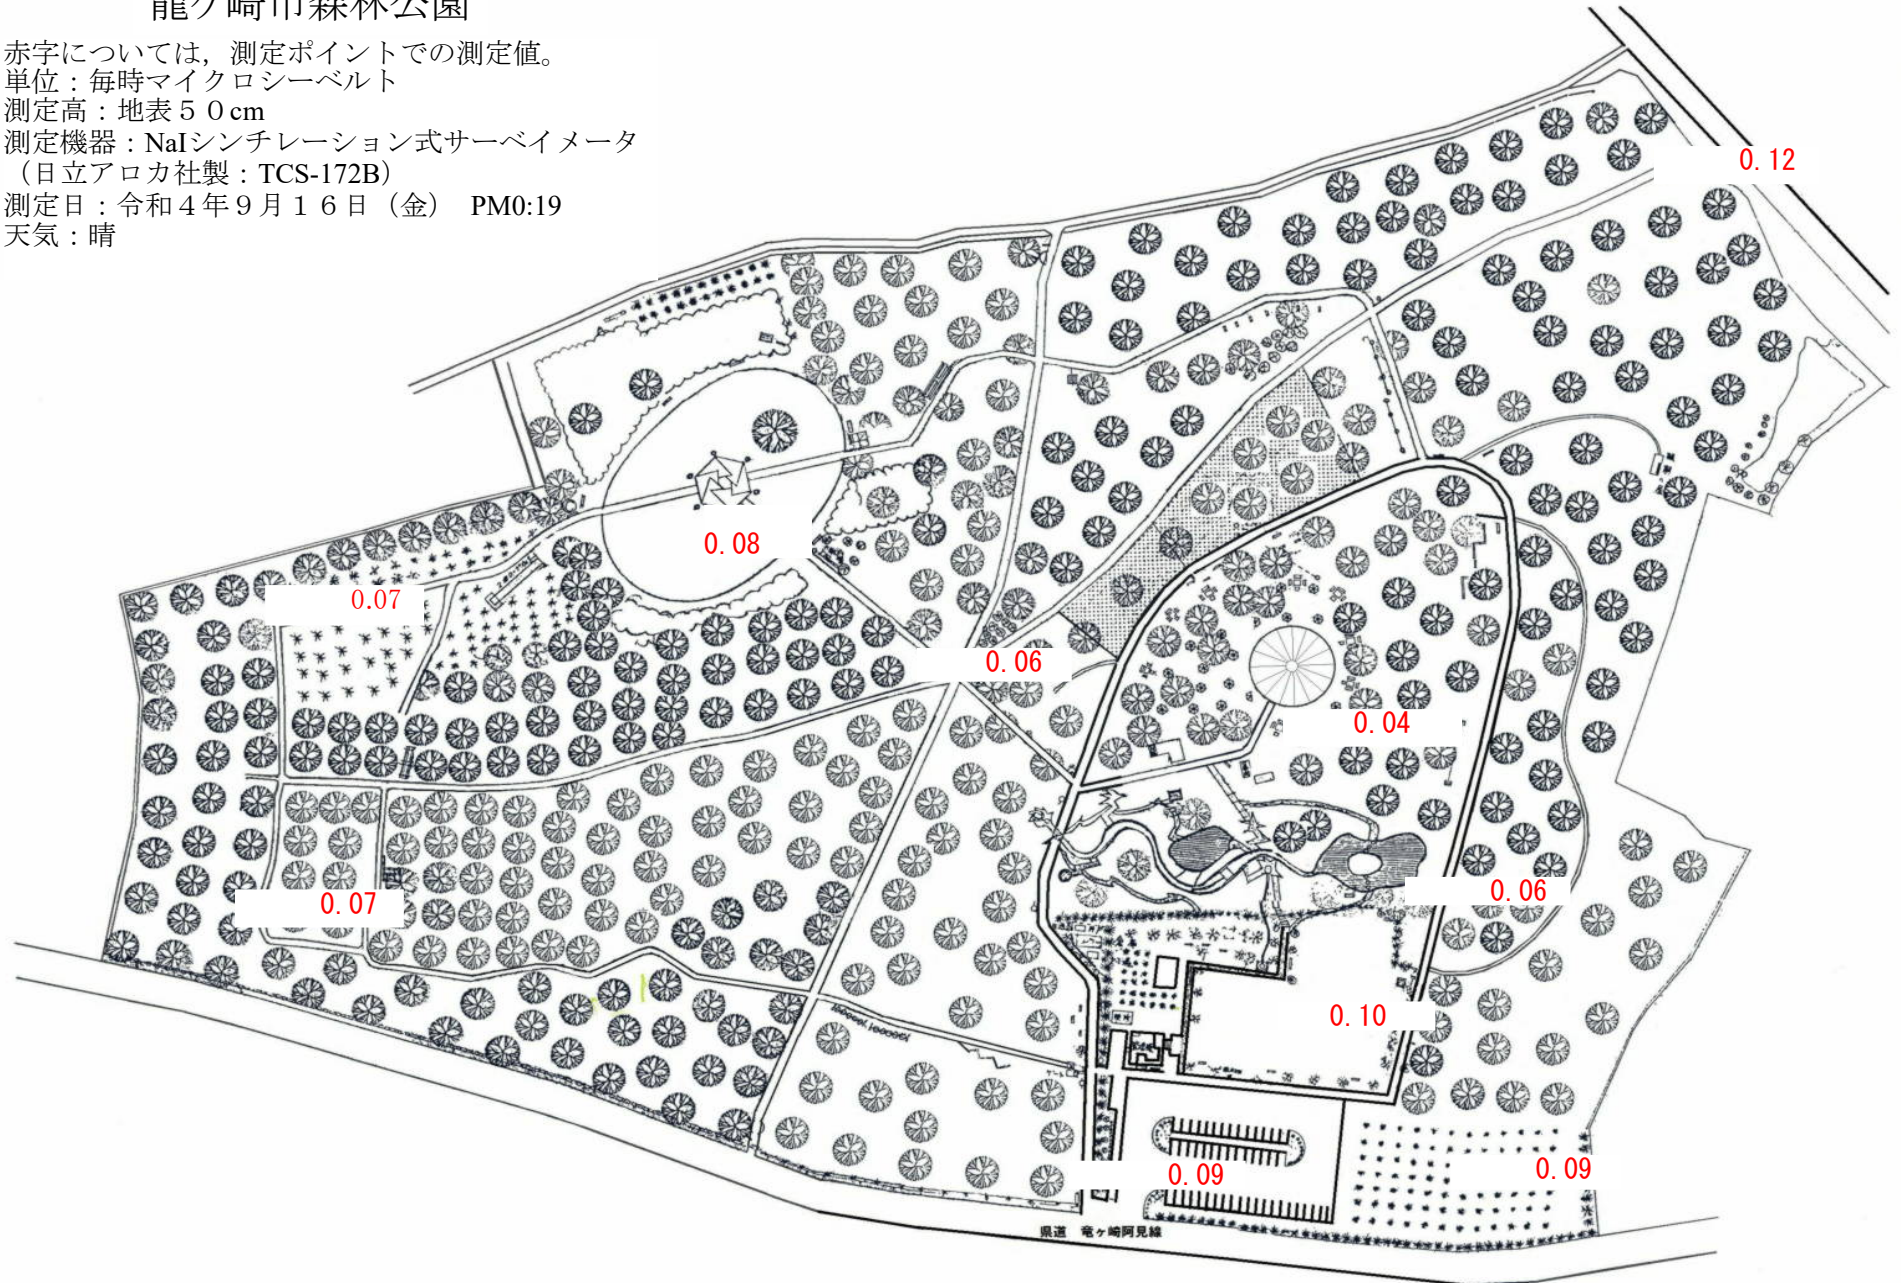 龍ケ崎市森林公園
赤字については，測定ポイントでの測定値。
単位：毎時マイクロシーベルト
測定高：地表５０cm
測定機器：NaIシンチレーション式サーベイメータ
（日立アロカ社製：TCS-172B）
測定日：令和４年９月１６日（金） PM0:19
天気：晴
0.12
0.08
0.07
0.06
0.04
0.06
0.07
0.10
0.09
0.09
県道 竜ヶ崎阿見線